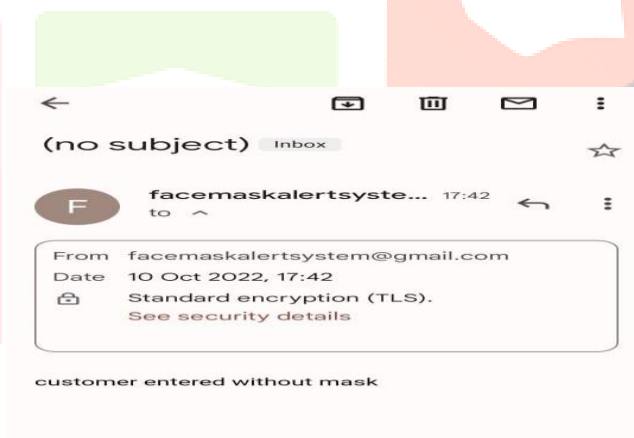 (no subject) Inbox
F
facemaskalertsyste... 17:42
to
From facemaskalertsystem@gmail.com
Date 10 Oct 2022, 17:42
Standard encryption (TLS).
See security details
customer entered without mask